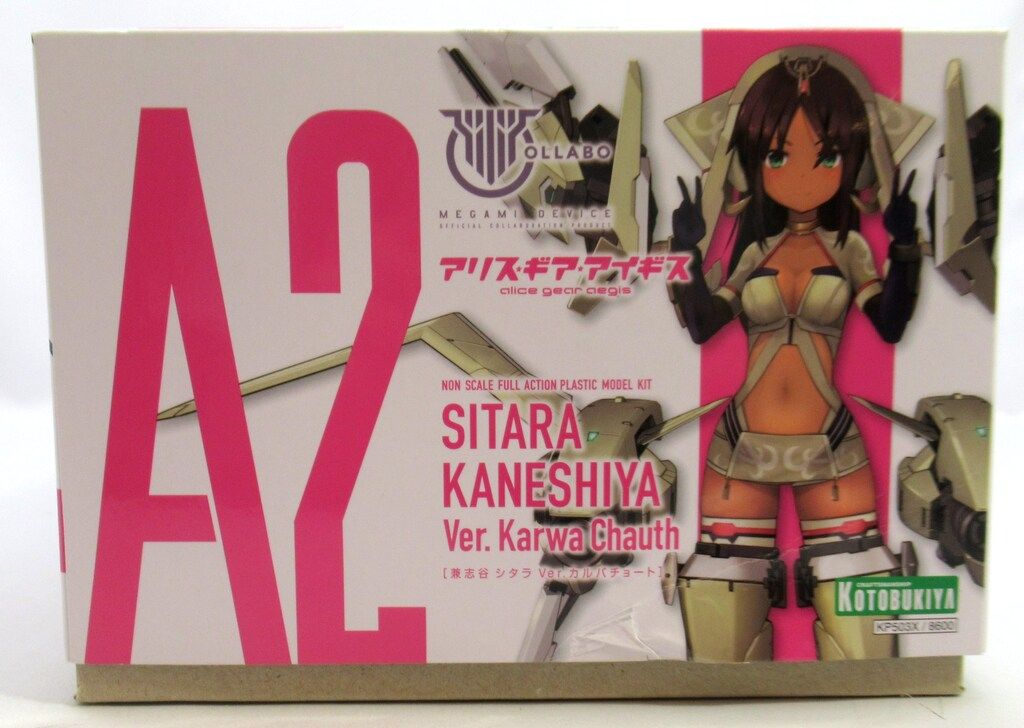 A2
COLLABO
MEGAMI DEVICE
OFFICIAL COLLABORATION PRODUCT
アリス・ギア・アイギス
alice gear aegis
NON SCALE FULL ACTION PLASTIC MODEL KIT
SITARA
KANESHIYA
Ver. Karwa Chauth
[兼志谷 シタラ Ver.カルバチョート]
CRAFTSMANSHIP
KOTOBUKIYA
KP503X / 8600